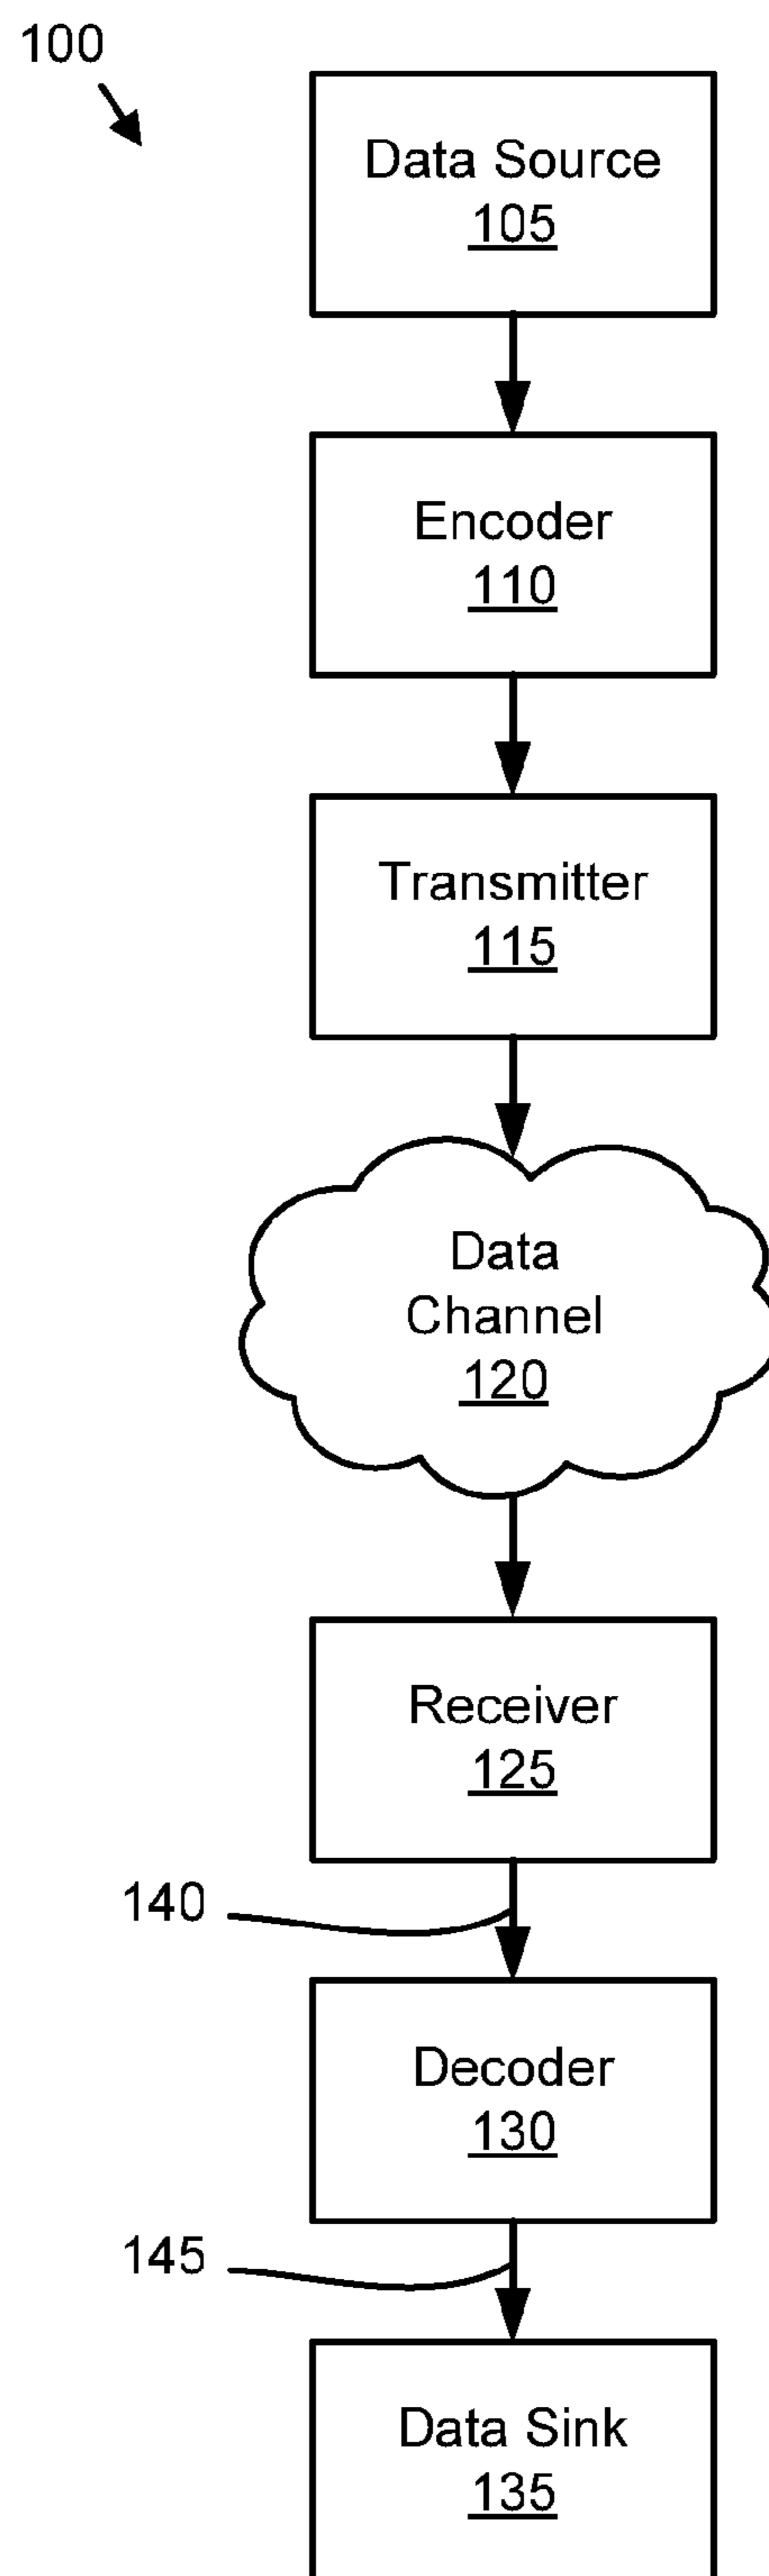 100
Data Source
105
Encoder
110
Transmitter
115
Data
Channel
120
Receiver
125
140
Decoder
130
145
Data Sink
135